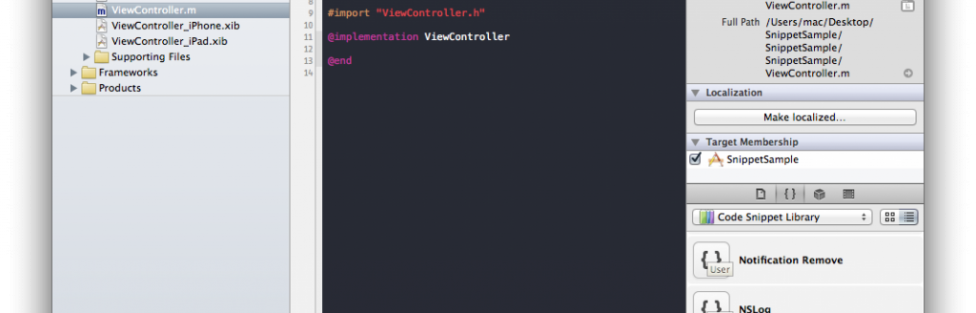 ViewController.m
ViewController_iPhone.xib
ViewController_iPad.xib
Supporting Files
Frameworks
Products
9 #import "ViewController.h"
10
11 @implementation ViewController
12
13 @end
14
ViewController.m
Full Path /Users/mac/Desktop/
SnippetSample/
SnippetSample/
SnippetSample/
ViewController.m
Localization
Make localized...
Target Membership
SnippetSample
{}
Code Snippet Library
{ } Notification Remove
User
{ } NSLog